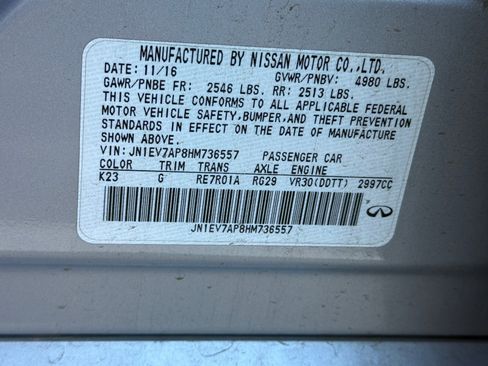 MANUFACTURED BY NISSAN MOTOR CO.,LTD.
DATE: 11/16 GVWR/PNBV: 4980 LBS.
GAWR/PNBE FR: 2546 LBS. RR: 2513 LBS.
THIS VEHICLE CONFORMS TO ALL APPLICABLE FEDERAL
MOTOR VEHICLE SAFETY,BUMPER,AND THEFT PREVENTION
STANDARDS IN EFFECT ON THE DATE OF MANUFACTURE
SHOWN ABOVE.
VIN: JN1EV7AP8HM736557 PASSENGER CAR
COLOR TRIM TRANS AXLE ENGINE
K23 G RE7R01A RG29 VR30(DDTT) 2997CC
JN1EV7AP8HM736557